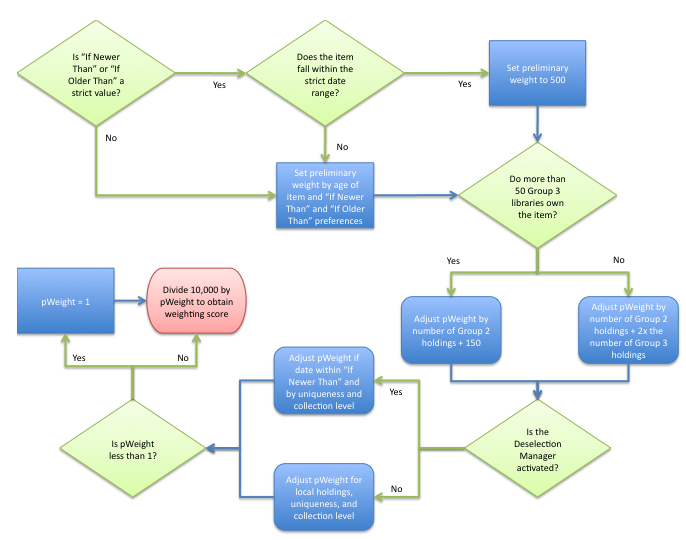 Is “If Newer
Than” or “If
Older Than” a
strict value?
Yes
Does the item
fall within the
strict date
range?
Yes
Set preliminary
weight to 500
No
No
Set preliminary
weight by age of
item and “If Newer
Than” and “If Older
Than” preferences
Do more than
50 Group 3
libraries own
the item?
Yes
No
Adjust pWeight by
number of Group 2
holdings + 150
Adjust pWeight by
number of Group 2
holdings + 2x the
number of Group 3
holdings
pWeight = 1
Divide 10,000 by
pWeight to obtain
weighting score
Yes
No
Adjust pWeight if
date within “If
Newer Than” and
by uniqueness and
collection level
Yes
Is pWeight
less than 1?
Is the
Deselection
Manager
activated?
No
Adjust pWeight for
local holdings,
uniqueness, and
collection level